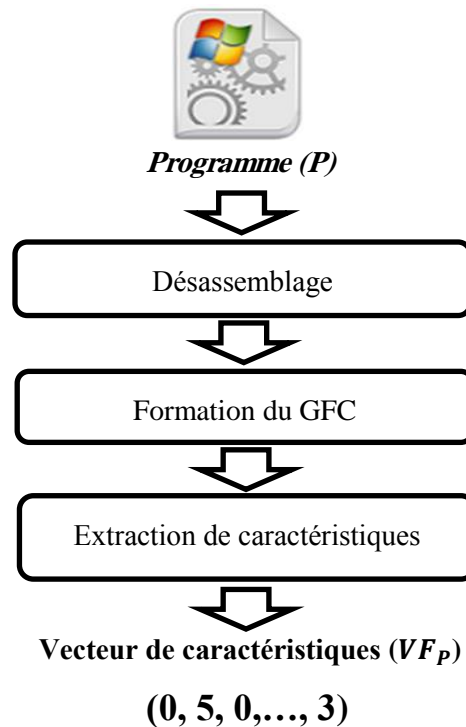 Programme (P)
Désassemblage
Formation du GFC
Extraction de caractéristiques
Vecteur de caractéristiques (VF_P)
(0, 5, 0,…, 3)